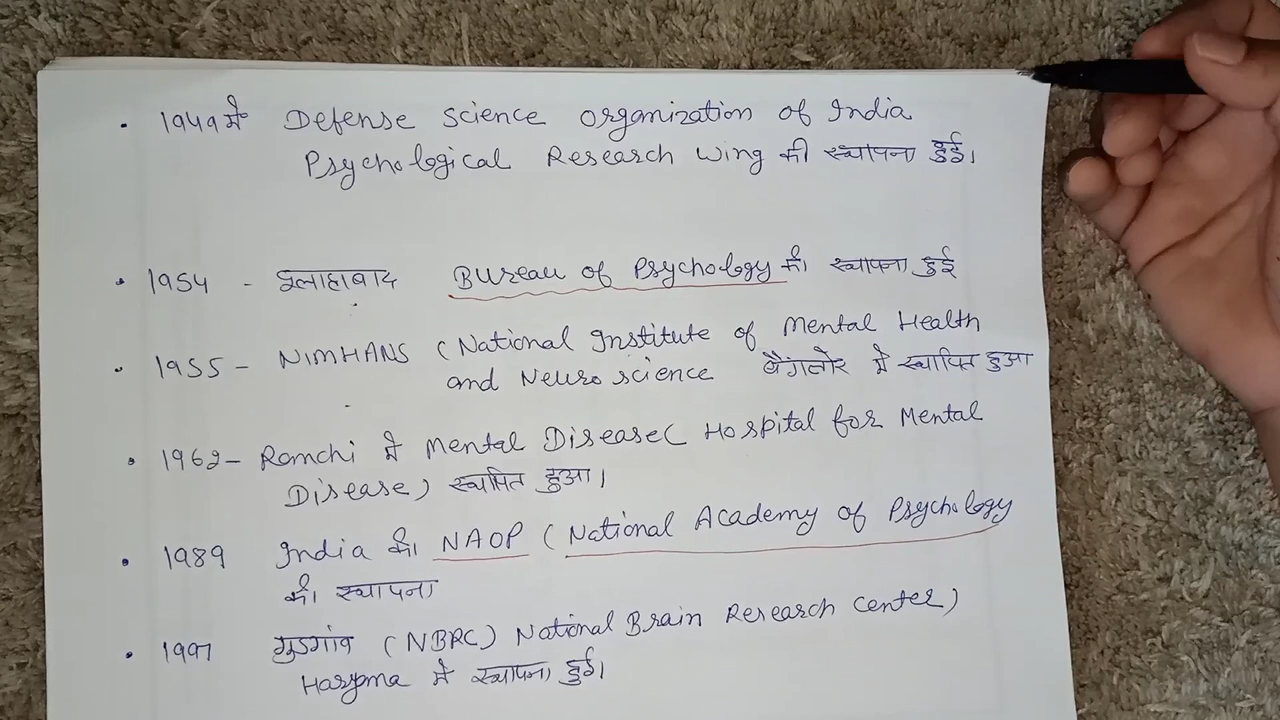 • 1949 में Defense Science Organization of India
Psychological Research Wing की स्थापना हुई।
• 1954 - इलाहाबाद Bureau of Psychology की स्थापना हुई
• 1955 - NIMHANS (National Institute of Mental Health
and Neuro science बैंगलोर में स्थापित हुआ
• 1962 - Ranchi में Mental Disease (Hospital for Mental
Disease) स्थापित हुआ।
• 1989 India की NAOP (National Academy of Psychology
की स्थापना
• 1997 गुडगांव (NBRC) National Brain Research Center)
Haryana में स्थापना हुई।